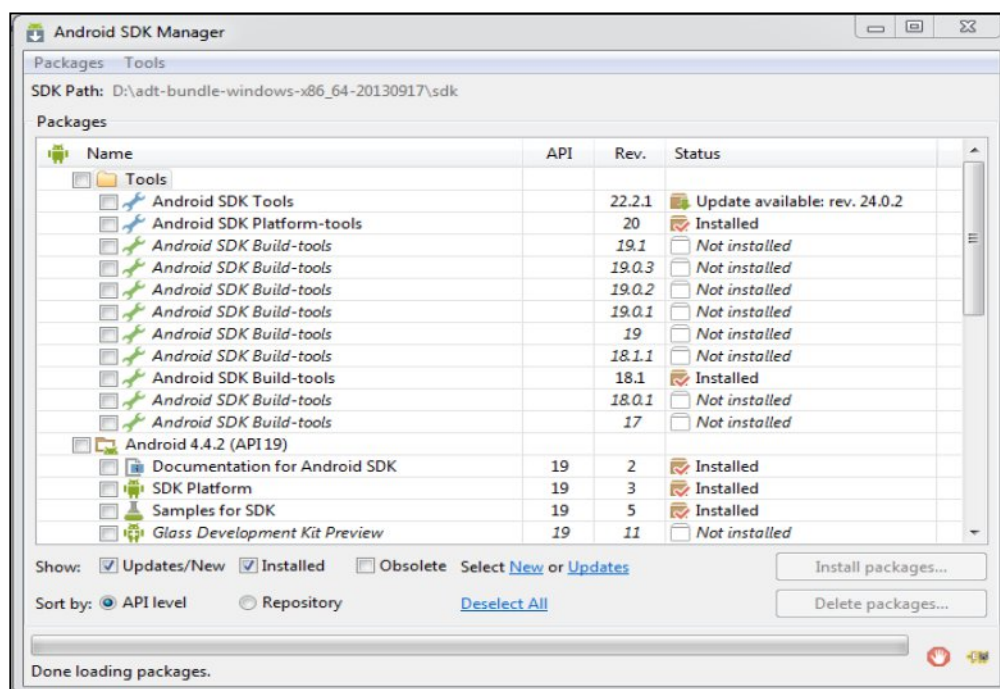 Android SDK Manager
Packages Tools
SDK Path: D:\adt-bundle-windows-x86_64-20130917\sdk
Packages
Name API Rev. Status
Tools
Android SDK Tools 22.2.1 Update available: rev. 24.0.2
Android SDK Platform-tools 20 Installed
Android SDK Build-tools 19.1 Not installed
Android SDK Build-tools 19.0.3 Not installed
Android SDK Build-tools 19.0.2 Not installed
Android SDK Build-tools 19.0.1 Not installed
Android SDK Build-tools 19 Not installed
Android SDK Build-tools 18.1.1 Not installed
Android SDK Build-tools 18.1 Installed
Android SDK Build-tools 18.0.1 Not installed
Android SDK Build-tools 17 Not installed
Android 4.4.2 (API 19)
Documentation for Android SDK 19 2 Installed
SDK Platform 19 3 Installed
Samples for SDK 19 5 Installed
Glass Development Kit Preview 19 11 Not installed
Show: Updates/New Installed Obsolete Select New or Updates Install packages...
Sort by: API level Repository Deselect All Delete packages...
Done loading packages.